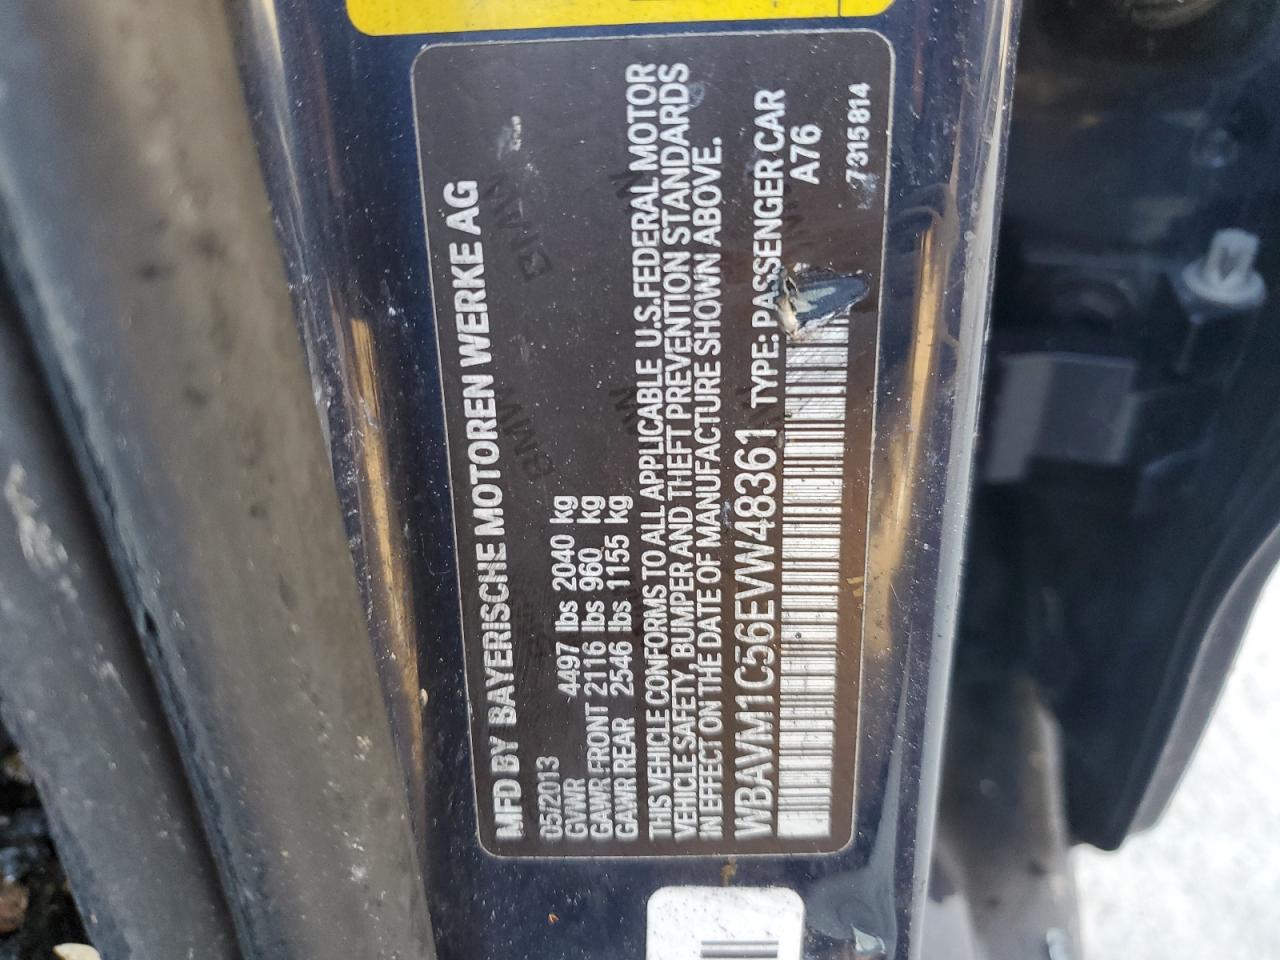 MFD BY BAYERISCHE MOTOREN WERKE AG
05/2013
GVWR 4497 lbs 2040 kg
GAWR FRONT 2116 lbs 960 kg
GAWR REAR 2546 lbs 1155 kg
THIS VEHICLE CONFORMS TO ALL APPLICABLE U.S.FEDERAL MOTOR
VEHICLE SAFETY, BUMPER AND THEFT PREVENTION STANDARDS
IN EFFECT ON THE DATE OF MANUFACTURE SHOWN ABOVE.
WBAVM1C56EVW48361 TYPE: PASSENGER CAR
A76
7315814